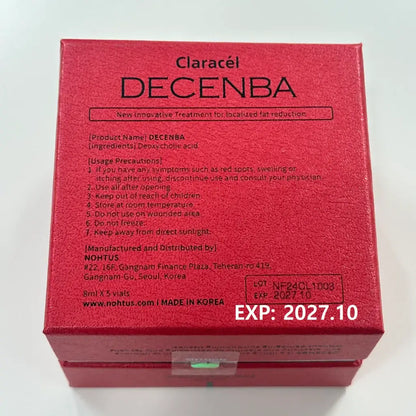 Claracél
DECENBA
New Innovative Treatment for localized fat reduction
[Product Name] DECENBA
[Ingredients] Deoxycholic acid.
[Usage Precautions]
1. If you have any symptoms such as red spots, swelling or
itching after using, discontinue use and consult your physician.
2. Use all after opening.
3. Keep out of reach of children.
4. Store at room temperature.
5. Do not use on wounded area.
6. Do not freeze.
7. Keep away from direct sunlight.
[Manufactured and Distributed by]
NOHTUS
#22, 16F, Gangnam Finance Plaza, Teheran-ro 419,
Gangnam-Gu, Seoul, Korea
8ml X 5 vials
www.nohtus.com I MADE IN KOREA
LOT NF24CL1003
EXP 2027.10
EXP: 2027.10